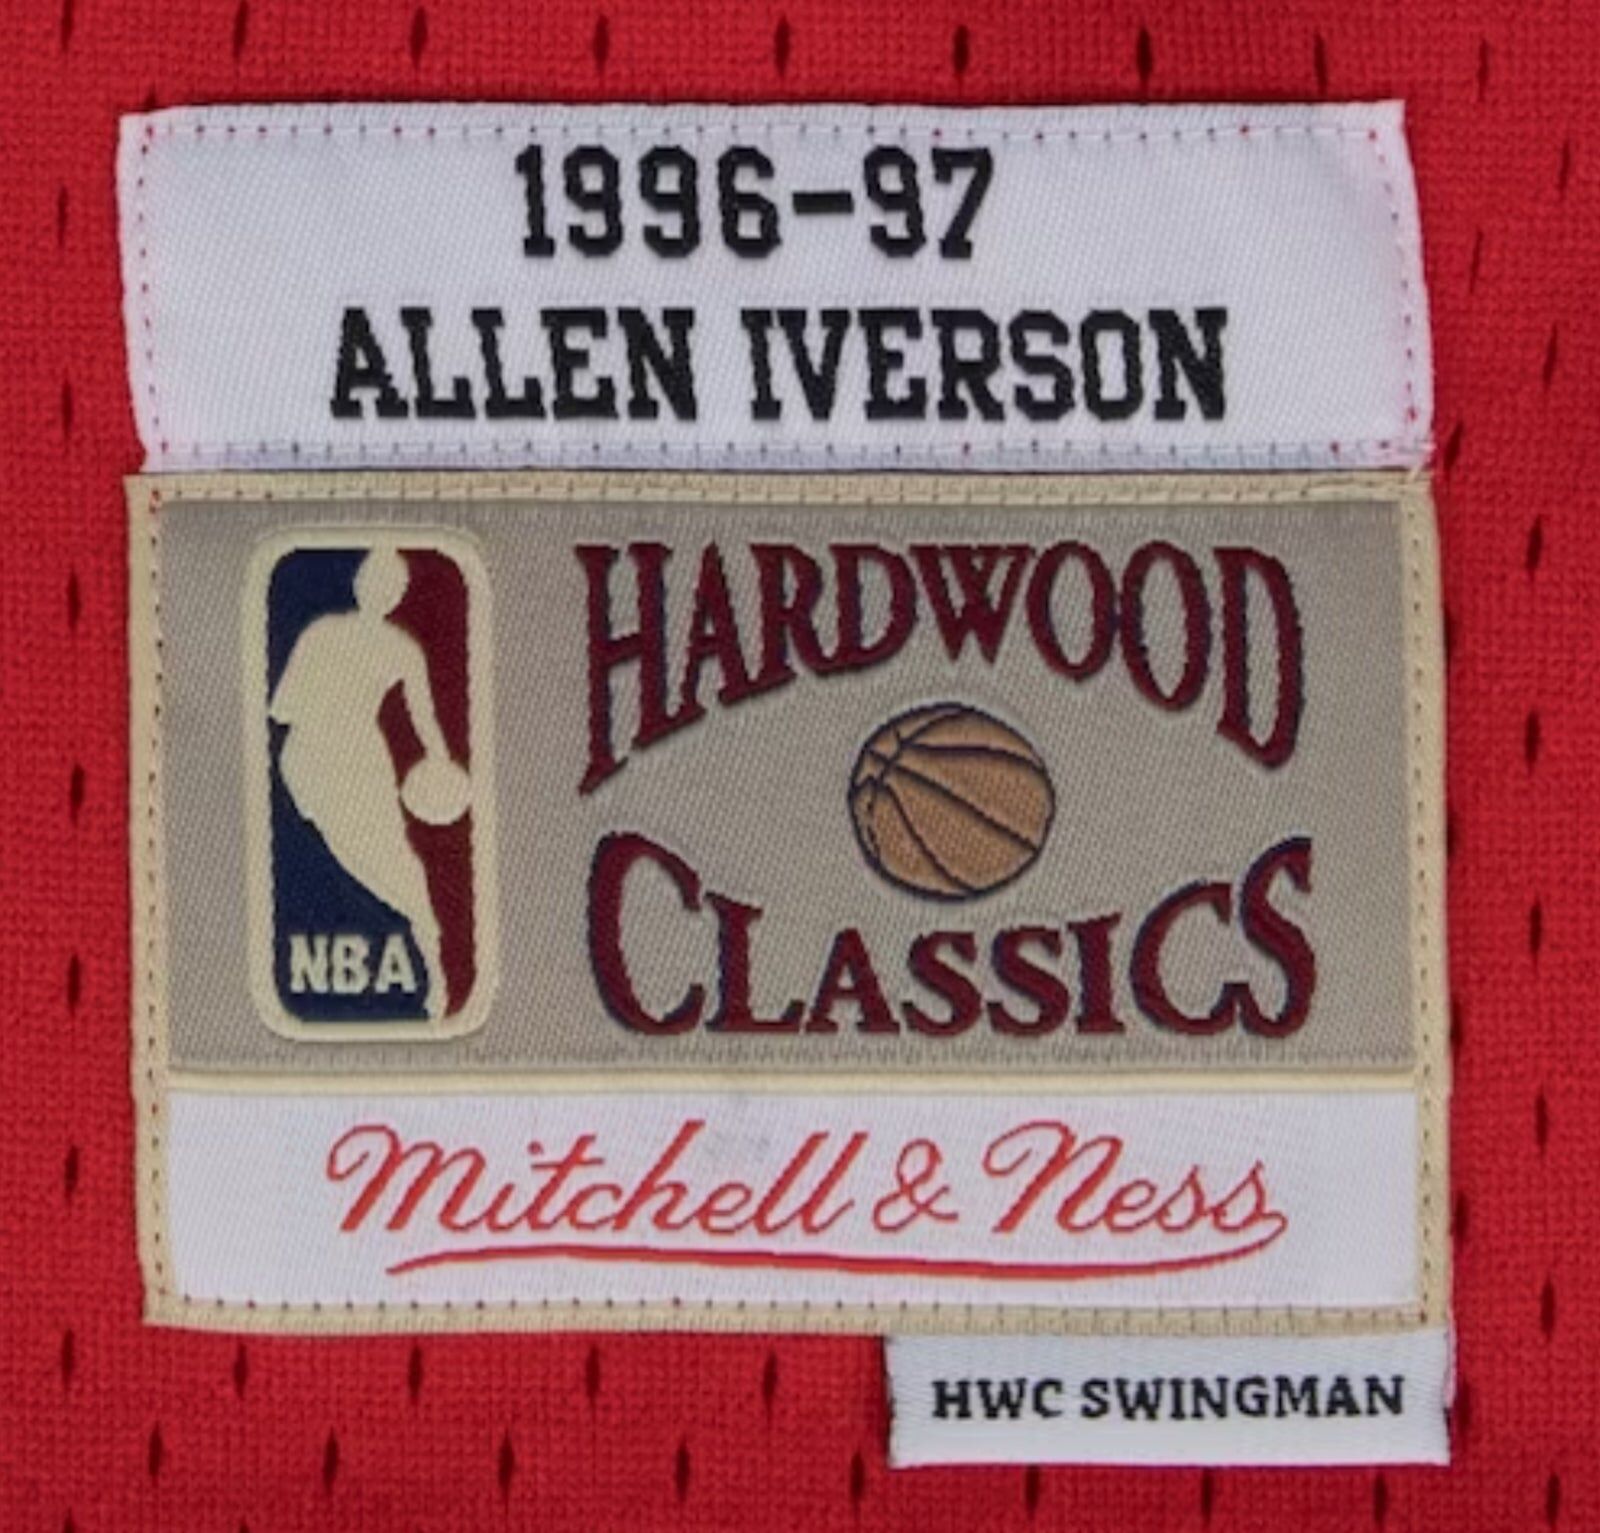 1996-97
ALLEN IVERSON
HARDWOOD
CLASSICS
NBA
Mitchell & Ness
HWC SWINGMAN